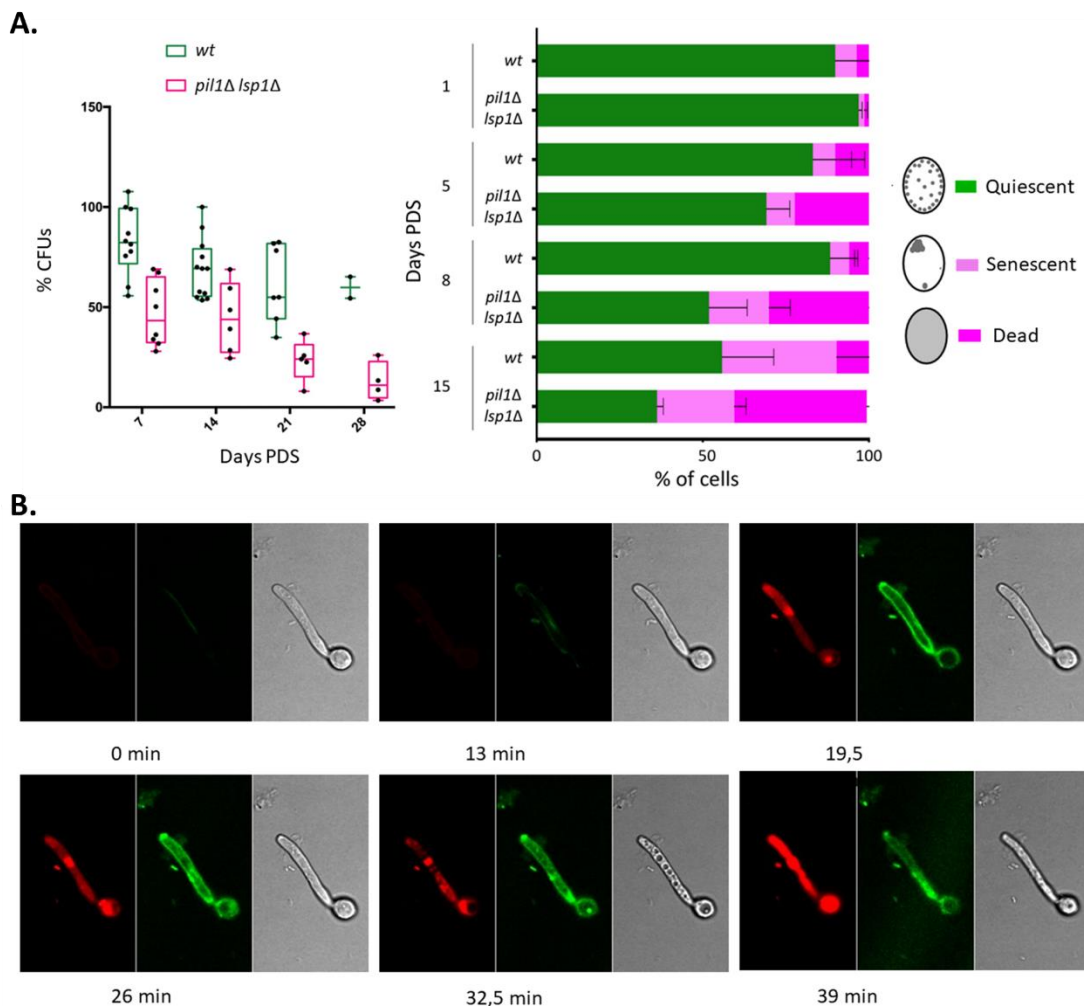 A.
wt
pil1Δ lsp1Δ
% CFUs
150
100
50
0
7
14
21
28
Days PDS
Days PDS
1
5
8
15
wt
pil1Δ
lsp1Δ
wt
pil1Δ
lsp1Δ
wt
pil1Δ
lsp1Δ
wt
pil1Δ
lsp1Δ
0
50
100
% of cells
Quiescent
Senescent
Dead
B.
0 min
13 min
19,5
26 min
32,5 min
39 min